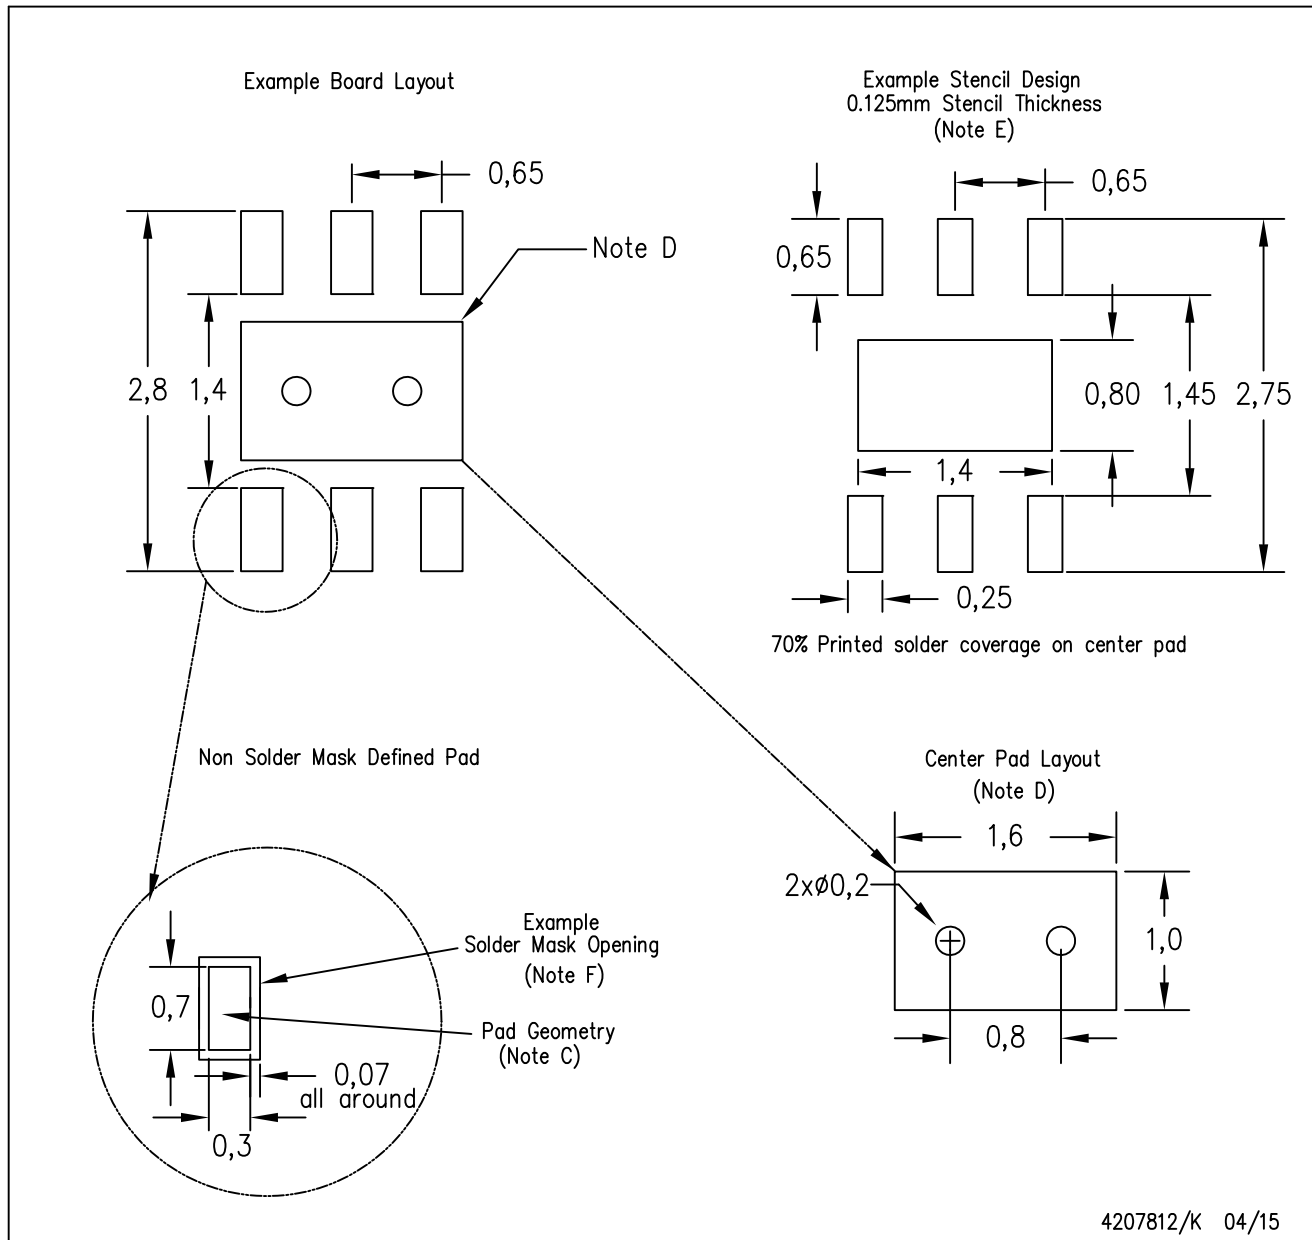 Example Board Layout
0,65
Note D
2,8
1,4
Example Stencil Design
0.125mm Stencil Thickness
(Note E)
0,65
0,65
0,80
1,45
2,75
1,4
0,25
70% Printed solder coverage on center pad
Non Solder Mask Defined Pad
Example
Solder Mask Opening
(Note F)
0,7
Pad Geometry
(Note C)
0,07
all around
0,3
Center Pad Layout
(Note D)
1,6
2xø0,2
1,0
0,8
4207812/K 04/15